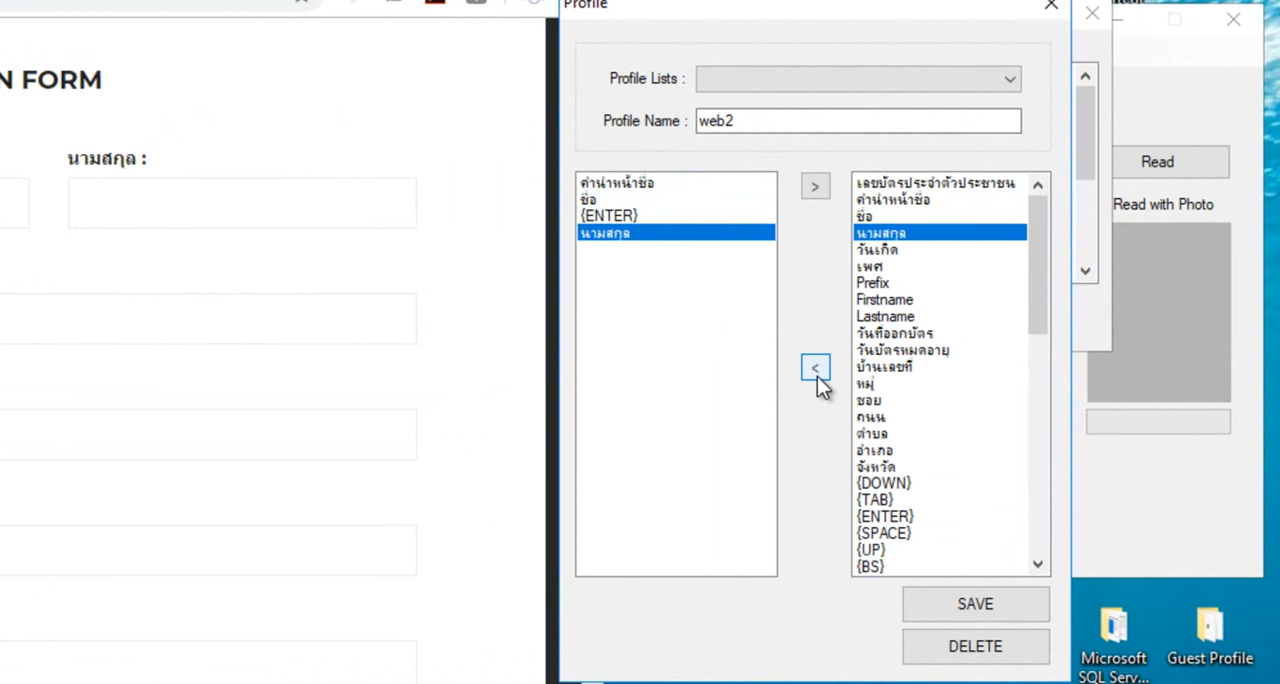 Profile
N FORM
นามสกุล :
Profile Lists :
Profile Name : web2
คำนำหน้าชื่อ
ชื่อ
{ENTER}
นามสกุล
>
<
เลขบัตรประจำตัวประชาชน
คำนำหน้าชื่อ
ชื่อ
นามสกุล
วันเกิด
เพศ
Prefix
Firstname
Lastname
วันที่ออกบัตร
วันบัตรหมดอายุ
บ้านเลขที่
หมู่
ซอย
ถนน
ตำบล
อำเภอ
จังหวัด
{DOWN}
{TAB}
{ENTER}
{SPACE}
{UP}
{BS}
SAVE
DELETE
Read
Read with Photo
Microsoft
SQL Serv...
Guest Profile